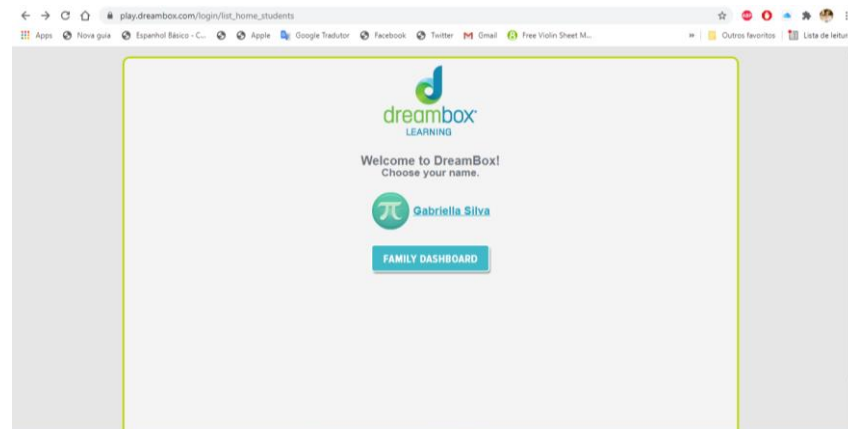 play.dreambox.com/login/list_home_students
Apps Nova guia Espanhol Básico - C... Apple Google Tradutor Facebook Twitter Gmail Free Violin Sheet M... » Outros favoritos Lista de leitur
dreambox
LEARNING
Welcome to DreamBox!
Choose your name.
π Gabriella Silva
FAMILY DASHBOARD